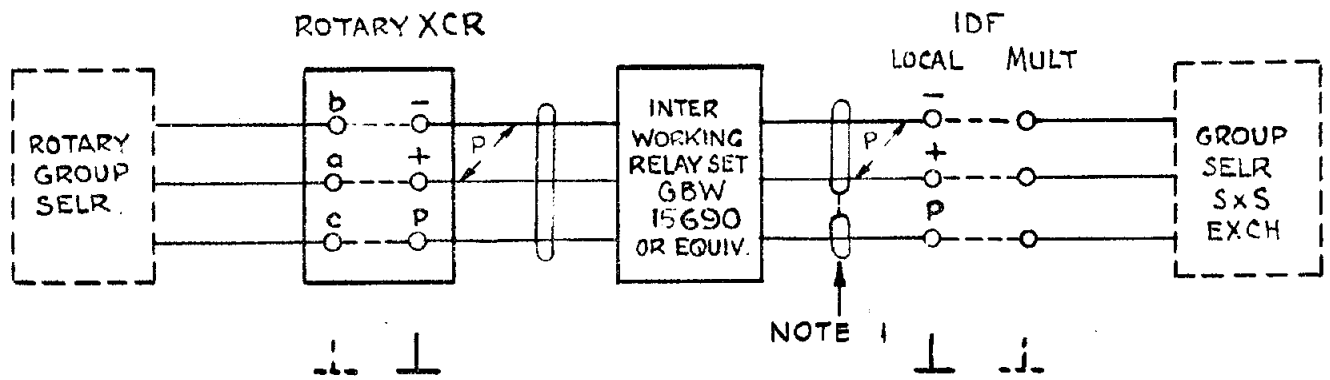 ROTARY XCR
IDF
LOCAL MULT
ROTARY
GROUP
SELR.
b -
a +
c P
P
INTER
WORKING
RELAY SET
GBW
15690
OR EQUIV.
P
-
+
P
GROUP
SELR
S×S
EXCH
NOTE 1